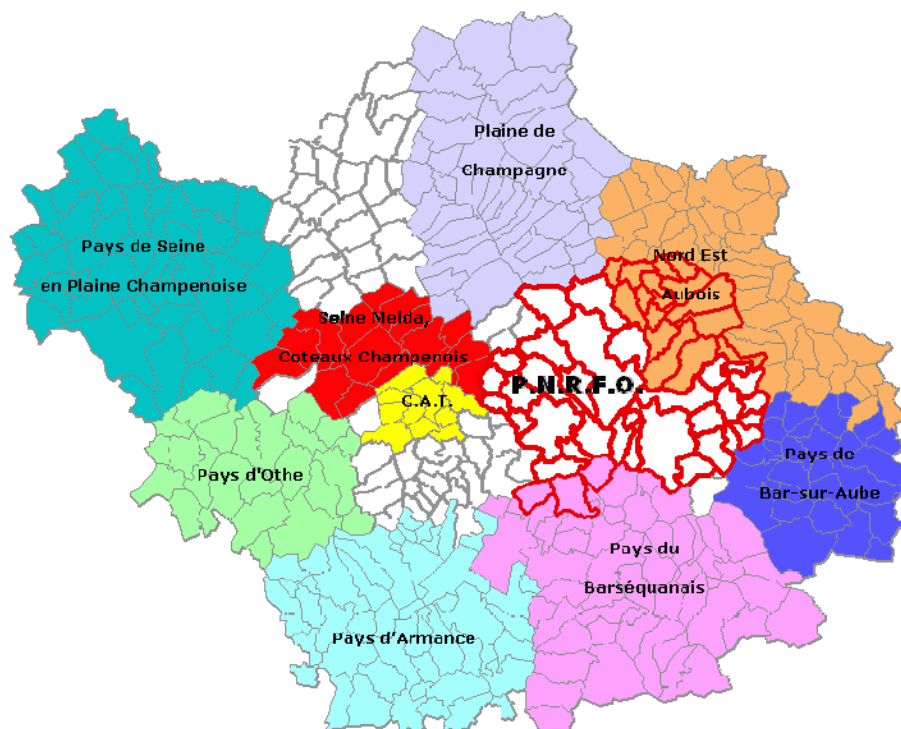 Plaine de
Champagne
Pays de Seine
en Plaine Champenoise
Nord Est
Aubois
Seine Melda,
Coteaux Champenois
P.N.R.F.O.
C.A.T.
Pays d'Othe
Pays de
Bar-sur-Aube
Pays du
Barséquanais
Pays d'Armance